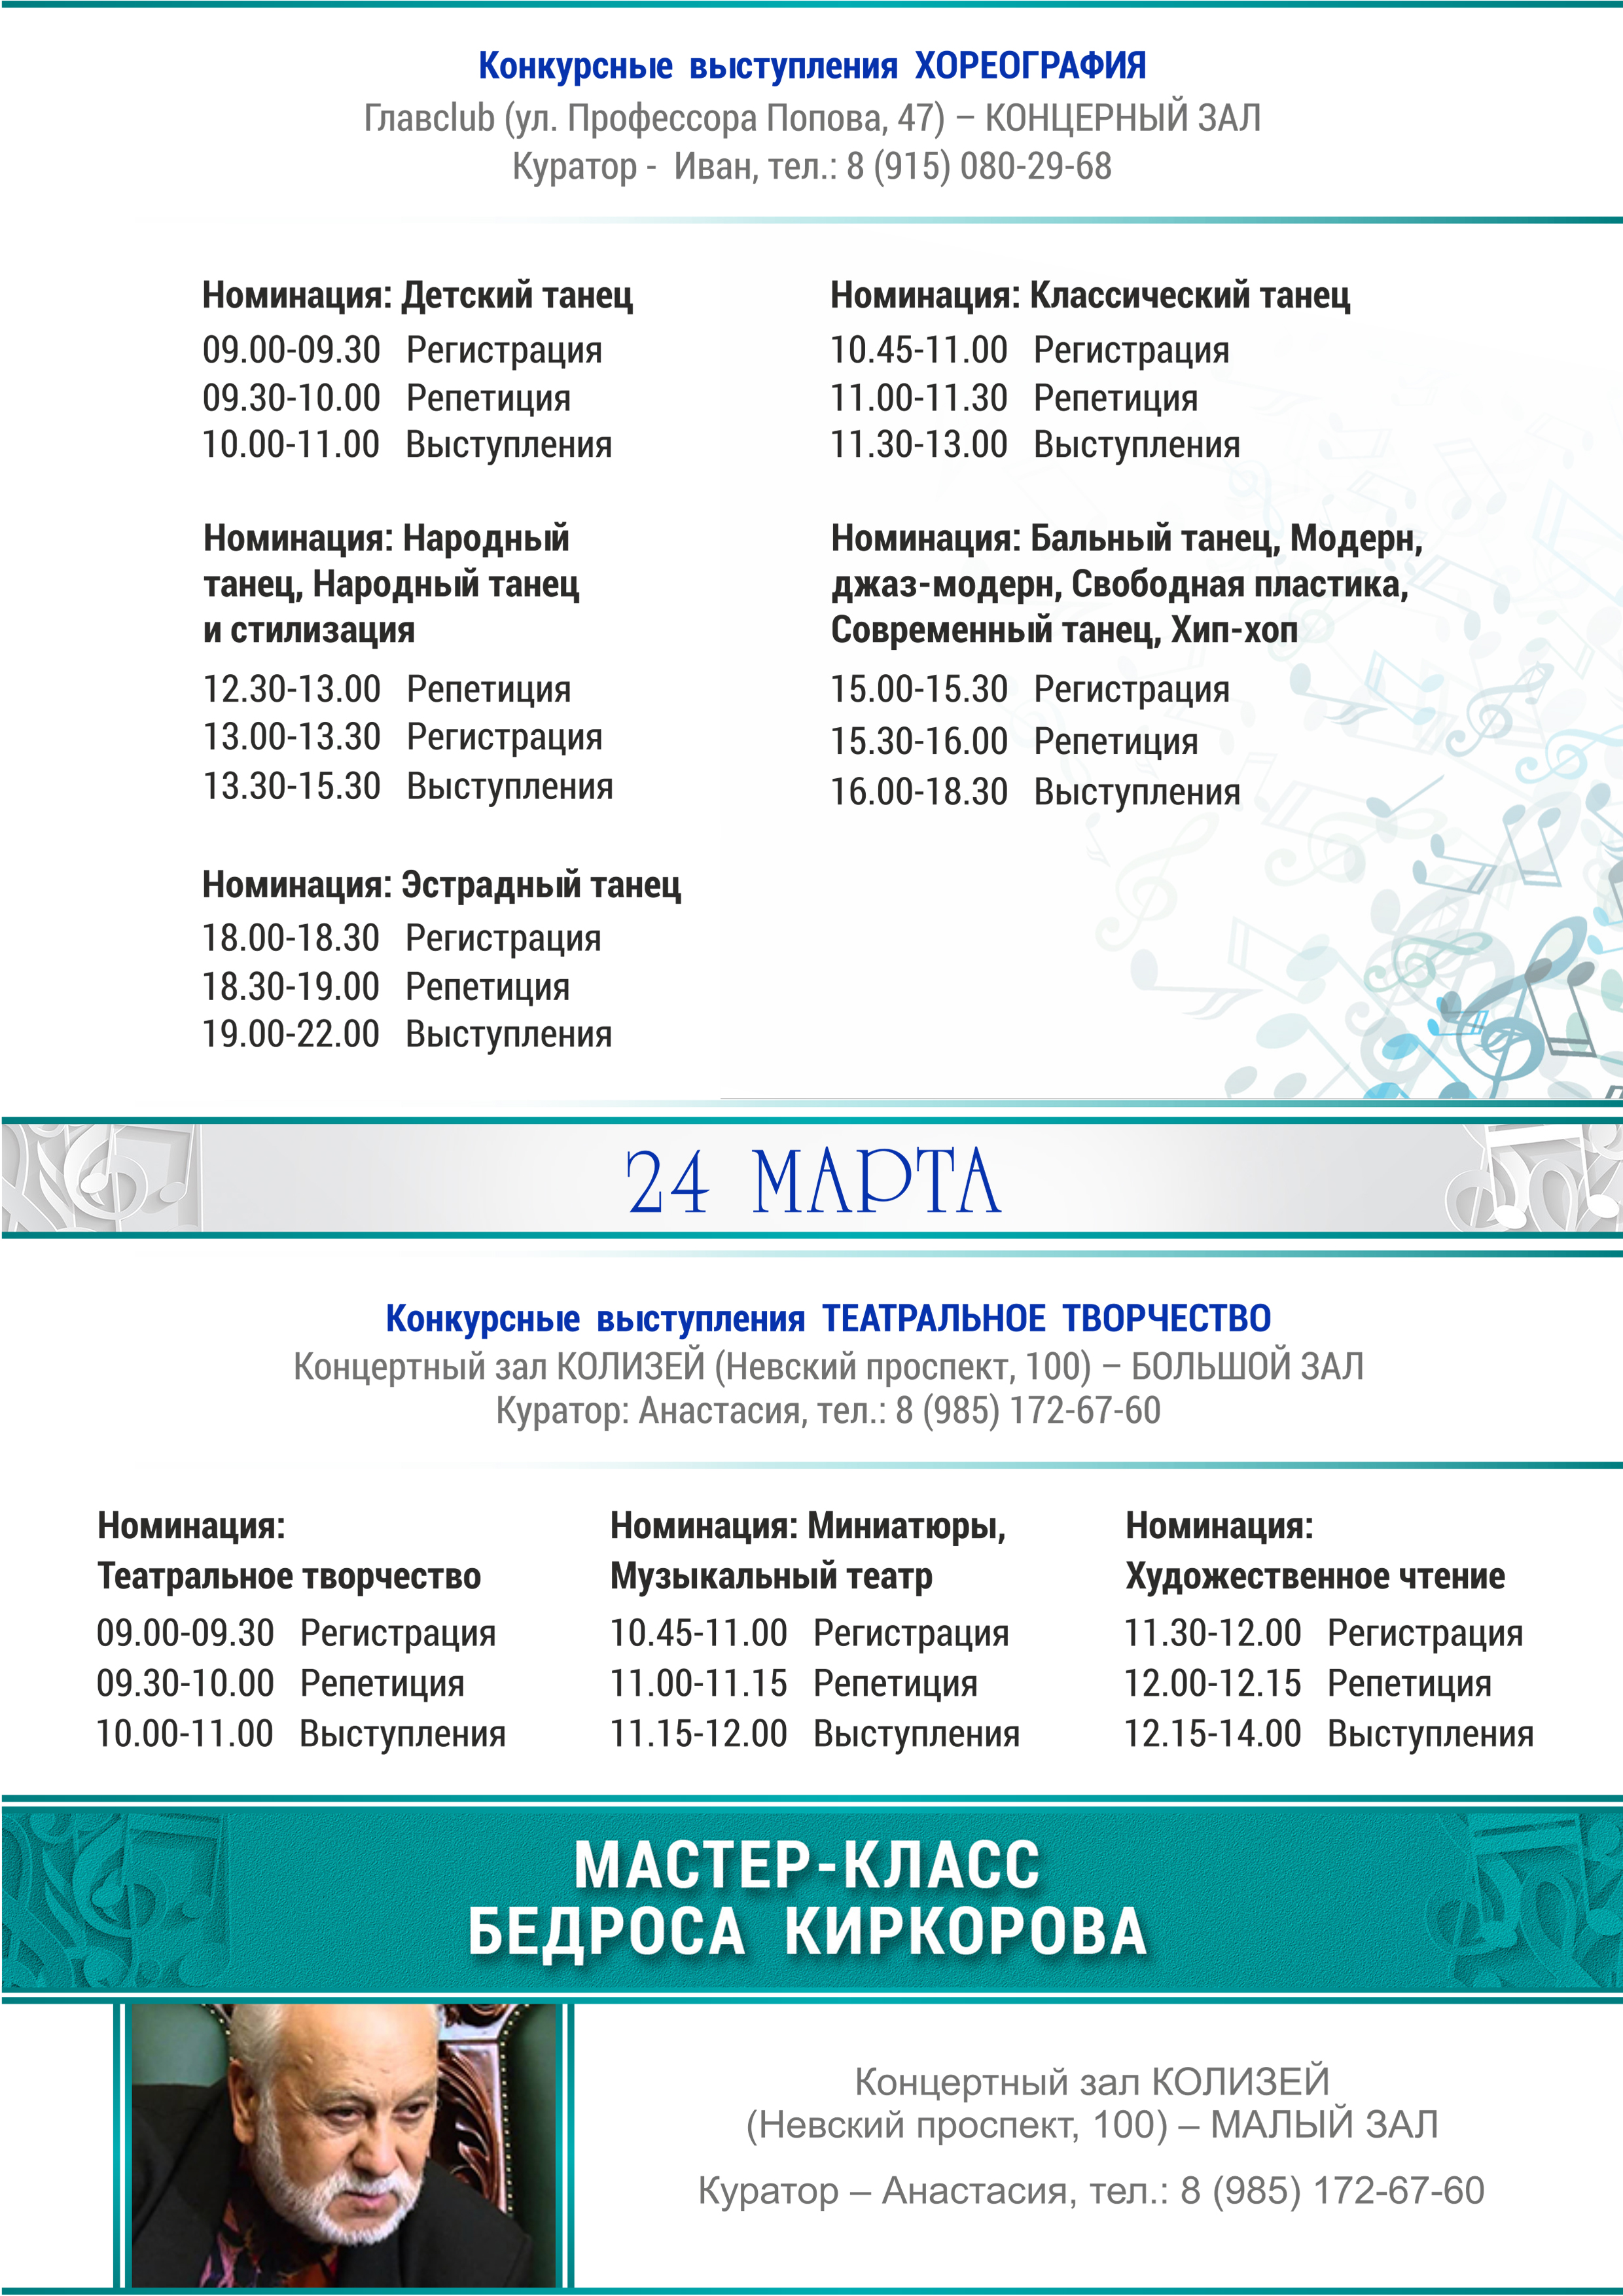 Конкурсные выступления ХОРЕОГРАФИЯ
Главclub (ул. Профессора Попова, 47) – КОНЦЕРНЫЙ ЗАЛ
Куратор - Иван, тел.: 8 (915) 080-29-68
Номинация: Детский танец
09.00-09.30 Регистрация
09.30-10.00 Репетиция
10.00-11.00 Выступления
Номинация: Классический танец
10.45-11.00 Регистрация
11.00-11.30 Репетиция
11.30-13.00 Выступления
Номинация: Народный
танец, Народный танец
и стилизация
12.30-13.00 Репетиция
13.00-13.30 Регистрация
13.30-15.30 Выступления
Номинация: Бальный танец, Модерн,
джаз-модерн, Свободная пластика,
Современный танец, Хип-хоп
15.00-15.30 Регистрация
15.30-16.00 Репетиция
16.00-18.30 Выступления
Номинация: Эстрадный танец
18.00-18.30 Регистрация
18.30-19.00 Репетиция
19.00-22.00 Выступления
24 МАРТА
Конкурсные выступления ТЕАТРАЛЬНОЕ ТВОРЧЕСТВО
Концертный зал КОЛИЗЕЙ (Невский проспект, 100) – БОЛЬШОЙ ЗАЛ
Куратор: Анастасия, тел.: 8 (985) 172-67-60
Номинация:
Театральное творчество
09.00-09.30 Регистрация
09.30-10.00 Репетиция
10.00-11.00 Выступления
Номинация: Миниатюры,
Музыкальный театр
10.45-11.00 Регистрация
11.00-11.15 Репетиция
11.15-12.00 Выступления
Номинация:
Художественное чтение
11.30-12.00 Регистрация
12.00-12.15 Репетиция
12.15-14.00 Выступления
МАСТЕР-КЛАСС
БЕДРОСА КИРКОРОВА
Концертный зал КОЛИЗЕЙ
(Невский проспект, 100) – МАЛЫЙ ЗАЛ
Куратор – Анастасия, тел.: 8 (985) 172-67-60